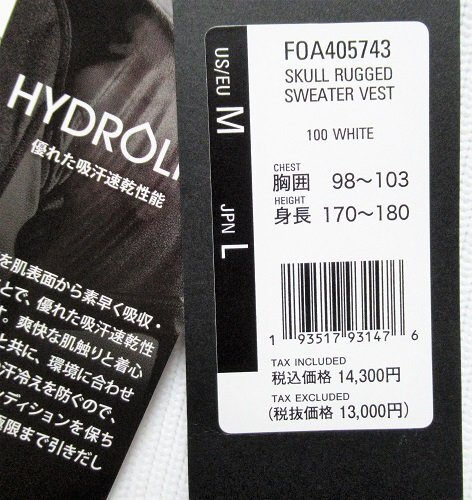 HYDROLI
優れた吸汗速乾性能
を肌表面から素早く吸収・
とで、優れた吸汗速乾性
す。爽快な肌触りと着心
と共に、環境に合わせ
汗冷えを防ぐので、
ンディションを保ち
限まで引きだし
US/EU M
JPN L
FOA405743
SKULL RUGGED
SWEATER VEST
100 WHITE
CHEST
胸囲 98～103
HEIGHT
身長 170～180
1 93517 93147 6
TAX INCLUDED
税込価格 14,300円
TAX EXCLUDED
(税抜価格 13,000円)